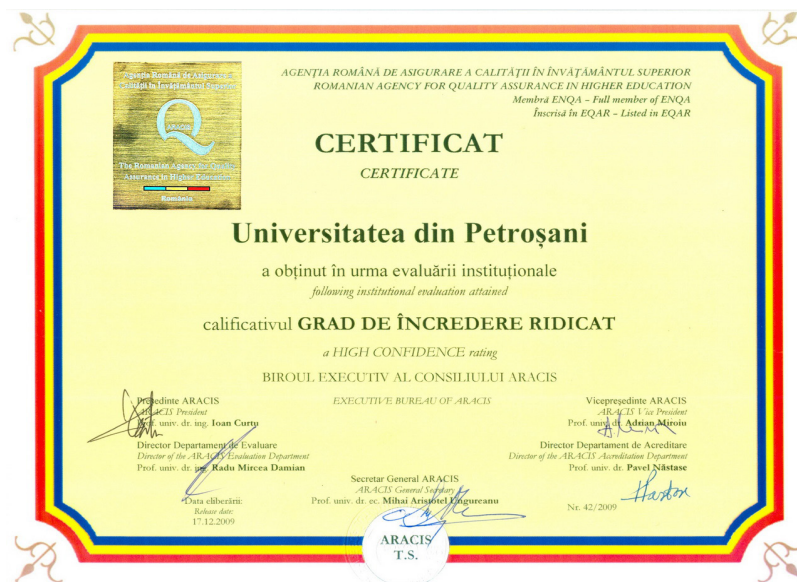 Agenția Română de Asigurare a
Calității în Învățământul Superior
ARACIS
The Romanian Agency for Quality
Assurance in Higher Education
România
AGENȚIA ROMÂNĂ DE ASIGURARE A CALITĂȚII ÎN ÎNVĂȚĂMÂNTUL SUPERIOR
ROMANIAN AGENCY FOR QUALITY ASSURANCE IN HIGHER EDUCATION
Membră ENQA – Full member of ENQA
Înscrisă în EQAR – Listed in EQAR
CERTIFICAT
CERTIFICATE
Universitatea din Petroșani
a obținut în urma evaluării instituționale
following institutional evaluation attained
calificativul GRAD DE ÎNCREDERE RIDICAT
a HIGH CONFIDENCE rating
BIROUL EXECUTIV AL CONSILIULUI ARACIS
EXECUTIVE BUREAU OF ARACIS
Președinte ARACIS
ARACIS President
Prof. univ. dr. ing. Ioan Curtu
Vicepreședinte ARACIS
ARACIS Vice President
Prof. univ. dr. Adrian Miroiu
Director Departament de Evaluare
Director of the ARACIS Evaluation Department
Prof. univ. dr. ing. Radu Mircea Damian
Director Departament de Acreditare
Director of the ARACIS Accreditation Department
Prof. univ. dr. Pavel Năstase
Secretar General ARACIS
ARACIS General Secretary
Prof. univ. dr. ec. Mihai Aristotel Ungureanu
Data eliberării:
Release date:
17.12.2009
Nr. 42/2009
ARACIS
T.S.